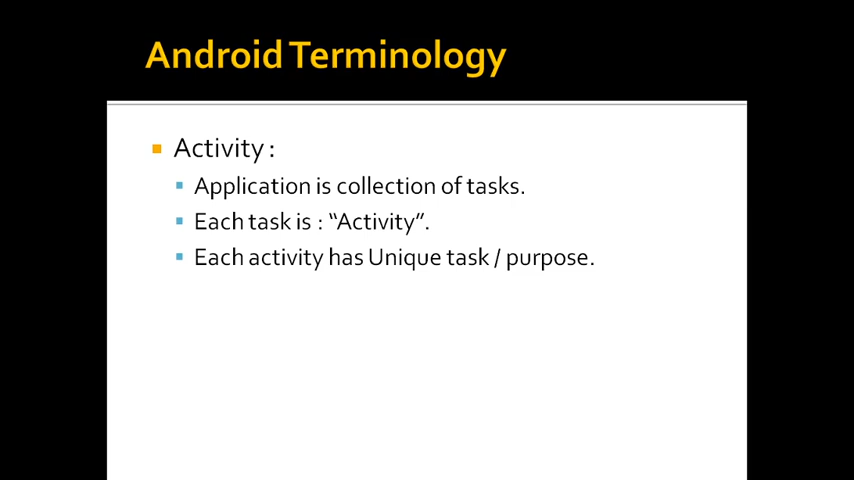 Android Terminology
Activity :
Application is collection of tasks.
Each task is : “Activity”.
Each activity has Unique task / purpose.